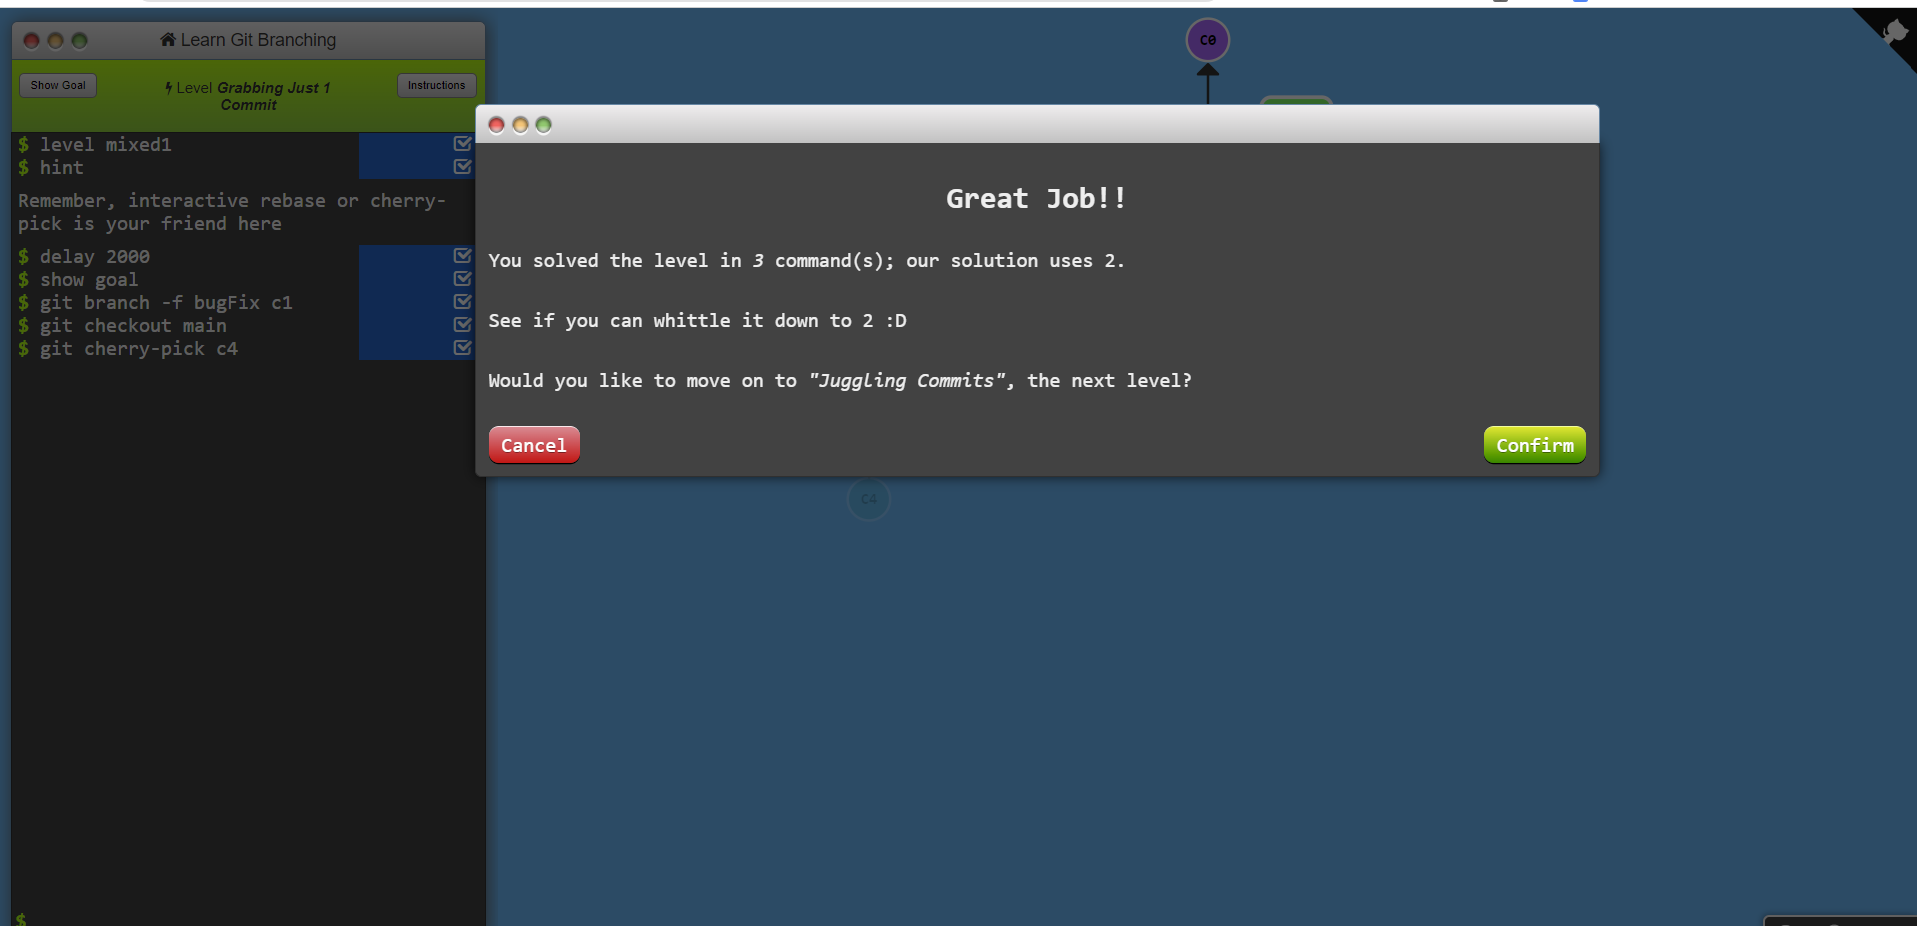 Learn Git Branching
Show Goal
Level Grabbing Just 1
Commit
Instructions
$ level mixed1
$ hint
Remember, interactive rebase or cherry-
pick is your friend here
$ delay 2000
$ show goal
$ git branch -f bugFix c1
$ git checkout main
$ git cherry-pick c4
$
C0
Great Job!!
You solved the level in 3 command(s); our solution uses 2.
See if you can whittle it down to 2 :D
Would you like to move on to "Juggling Commits", the next level?
Cancel
Confirm
C4